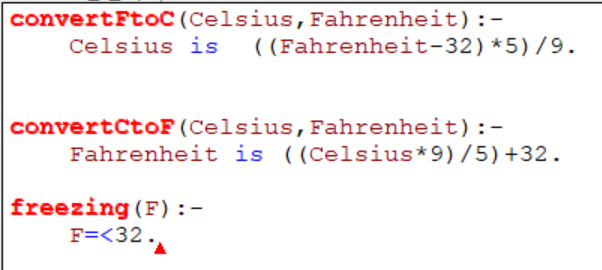 convertFtoC(Celsius,Fahrenheit):-
    Celsius is  ((Fahrenheit-32)*5)/9.
convertCtoF(Celsius,Fahrenheit):-
    Fahrenheit is ((Celsius*9)/5)+32.
freezing(F):-
    F=<32.